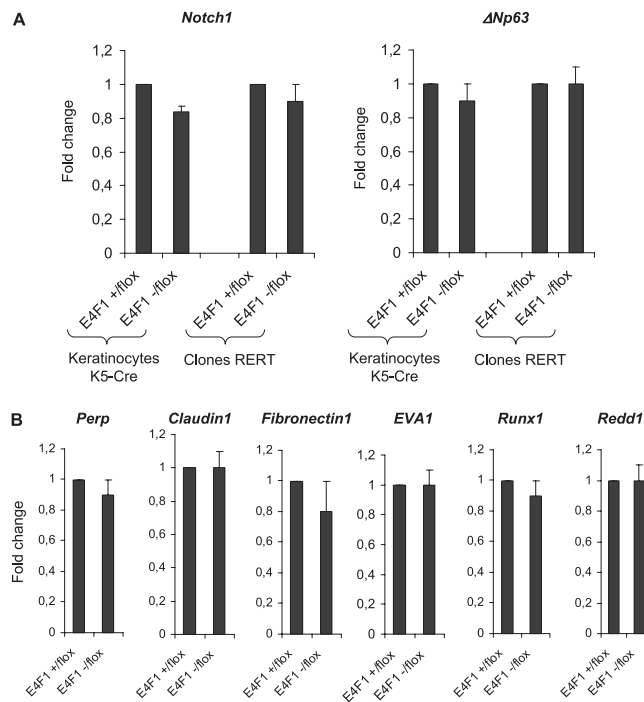 A
Notch1
ΔNp63
Fold change
1,2
1
0,8
0,6
0,4
0,2
0
E4F1 +/flox
E4F1 -/flox
E4F1 +/flox
E4F1 -/flox
Keratinocytes
K5-Cre
Clones RERT
Fold change
1,2
1
0,8
0,6
0,4
0,2
0
E4F1 +/flox
E4F1 -/flox
E4F1 +/flox
E4F1 -/flox
Keratinocytes
K5-Cre
Clones RERT
B
Perp
Claudin1
Fibronectin1
EVA1
Runx1
Redd1
Fold change
1,2
1
0,8
0,6
0,4
0,2
0
E4F1 +/flox
E4F1 -/flox
1,2
1
0,8
0,6
0,4
0,2
0
E4F1 +/flox
E4F1 -/flox
1,2
1
0,8
0,6
0,4
0,2
0
E4F1 +/flox
E4F1 -/flox
1,2
1
0,8
0,6
0,4
0,2
0
E4F1 +/flox
E4F1 -/flox
1,2
1
0,8
0,6
0,4
0,2
0
E4F1 +/flox
E4F1 -/flox
1,2
1
0,8
0,6
0,4
0,2
0
E4F1 +/flox
E4F1 -/flox